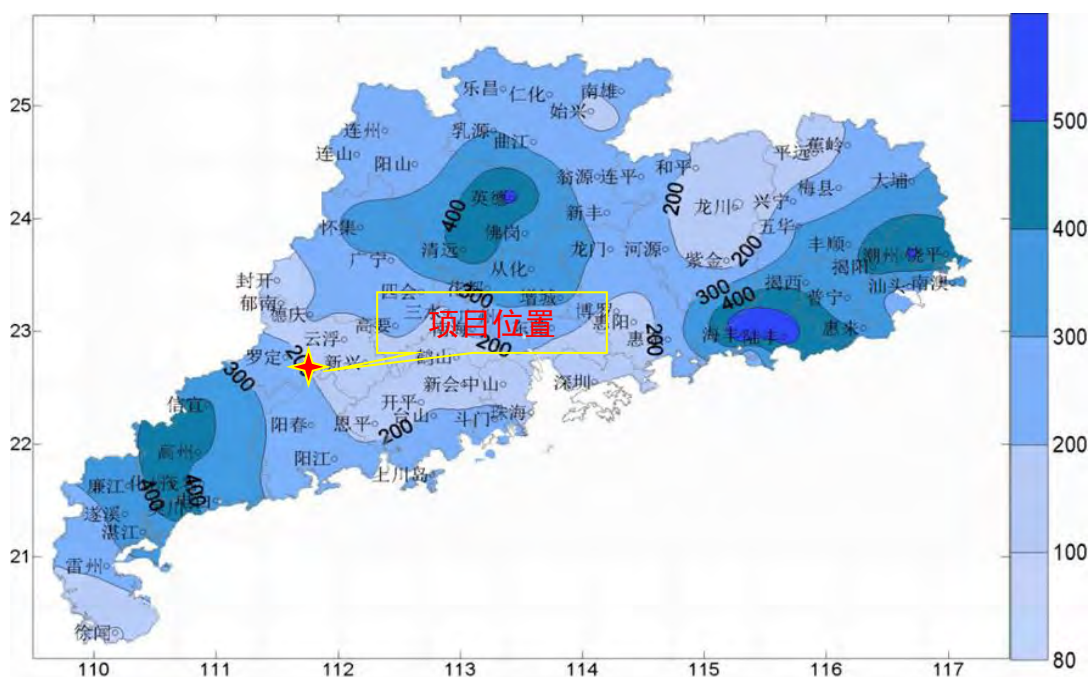 25
24
23
22
21
110
111
112
113
114
115
116
117
500
400
300
200
100
80
乐昌
仁化
南雄
始兴
连州
乳源
曲江
连山
阳山
翁源
连平
和平
平远
蕉岭
梅县
大埔
英德
新丰
龙川
兴宁
五华
怀集
清远
佛岗
龙门
河源
紫金
丰顺
揭阳
潮州
饶平
广宁
从化
揭西
汕头
南澳
封开
郁南
德庆
四会
三水
增城
博罗
惠阳
普宁
高要
项目位置
海丰
陆丰
惠来
云浮
罗定
新兴
鹤山
新会
中山
深圳
信宜
开平
台山
斗门
珠海
阳春
恩平
高州
阳江
上川岛
廉江
遂溪
湛江
雷州
徐闻
400
300
200
200
200
200
300
400
200
200
300
400
400